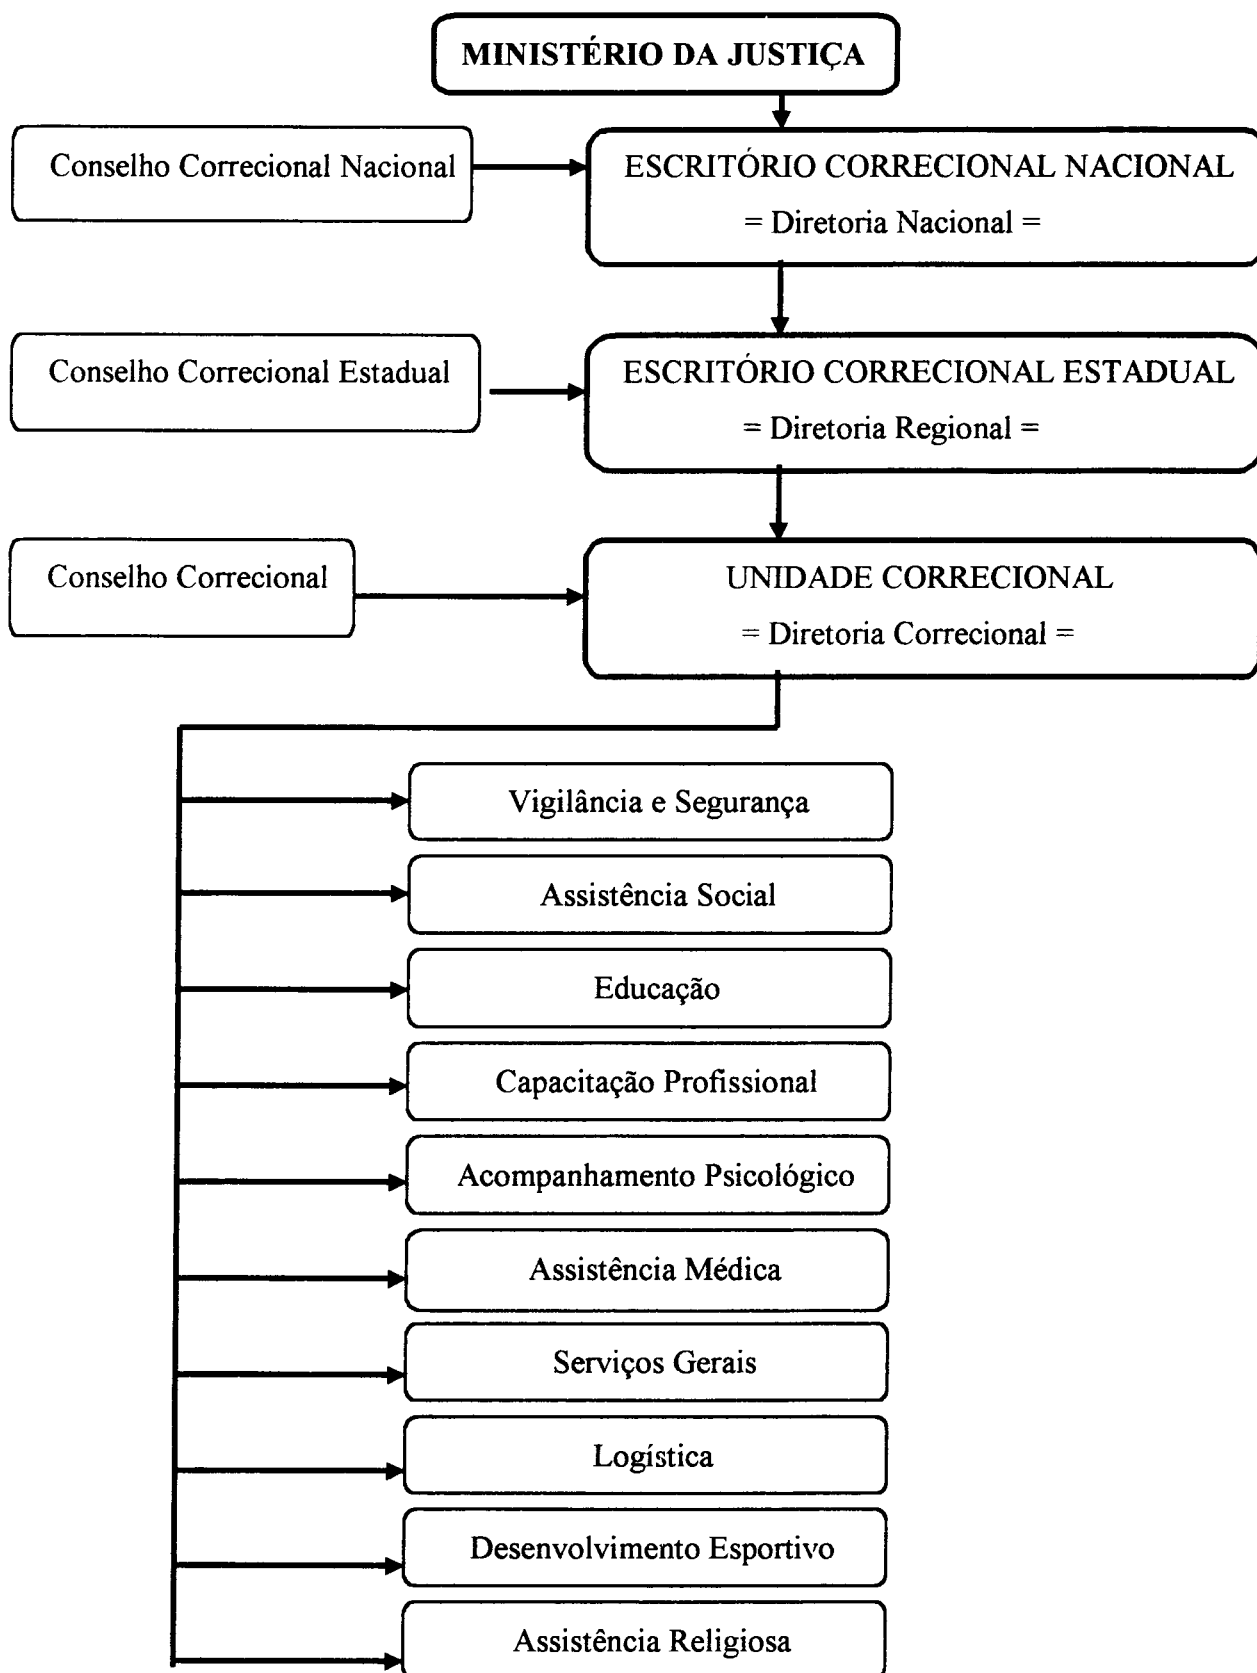 MINISTÉRIO DA JUSTIÇA
Conselho Correcional Nacional
ESCRITÓRIO CORRECIONAL NACIONAL
= Diretoria Nacional =
Conselho Correcional Estadual
ESCRITÓRIO CORRECIONAL ESTADUAL
= Diretoria Regional =
Conselho Correcional
UNIDADE CORRECIONAL
= Diretoria Correcional =
Vigilância e Segurança
Assistência Social
Educação
Capacitação Profissional
Acompanhamento Psicológico
Assistência Médica
Serviços Gerais
Logística
Desenvolvimento Esportivo
Assistência Religiosa